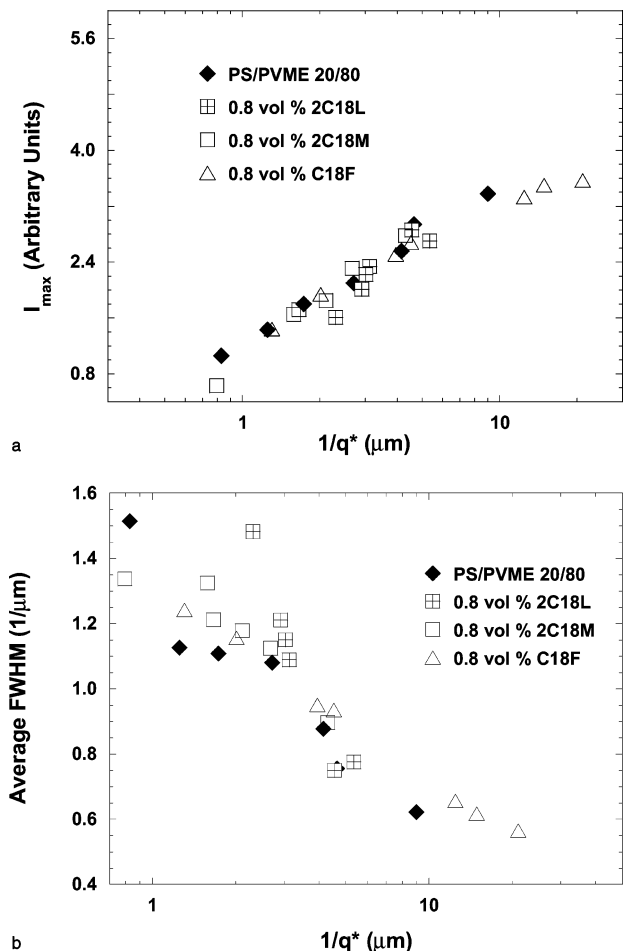 5.6
4.0
2.4
0.8
I_max (Arbitrary Units)
PS/PVME 20/80
0.8 vol % 2C18L
0.8 vol % 2C18M
0.8 vol % C18F
1
10
1/q* (μm)
a
1.6
1.4
1.2
1.0
0.8
0.6
0.4
Average FWHM (1/μm)
PS/PVME 20/80
0.8 vol % 2C18L
0.8 vol % 2C18M
0.8 vol % C18F
1
10
1/q* (μm)
b